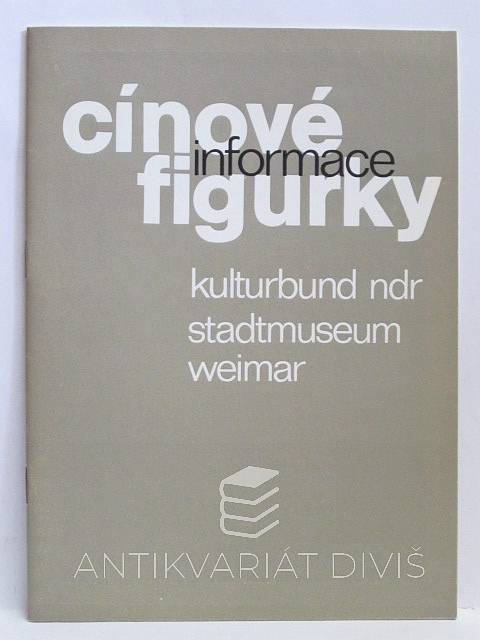 cínové
informace
figurky
kulturbund ndr
stadtmuseum
weimar
ANTIKVARIÁT DIVIŠ